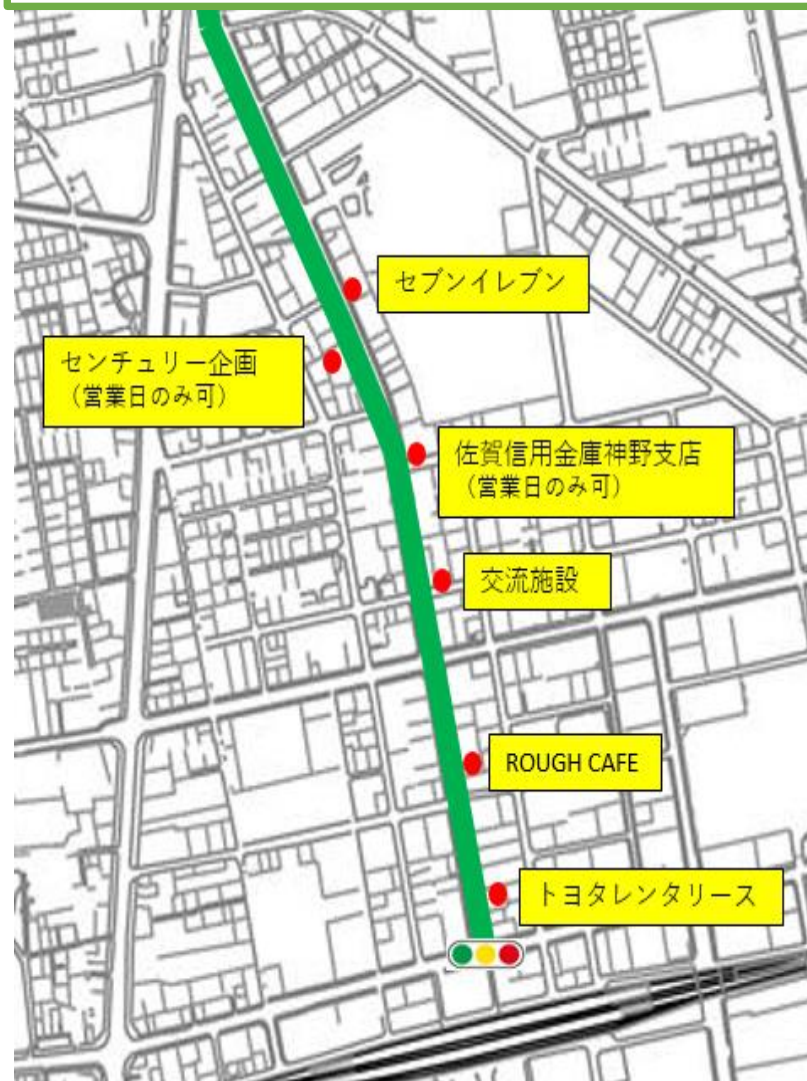 セブンイレブン
センチュリー企画
（営業日のみ可）
佐賀信用金庫神野支店
（営業日のみ可）
交流施設
ROUGH CAFE
トヨタレンタリース